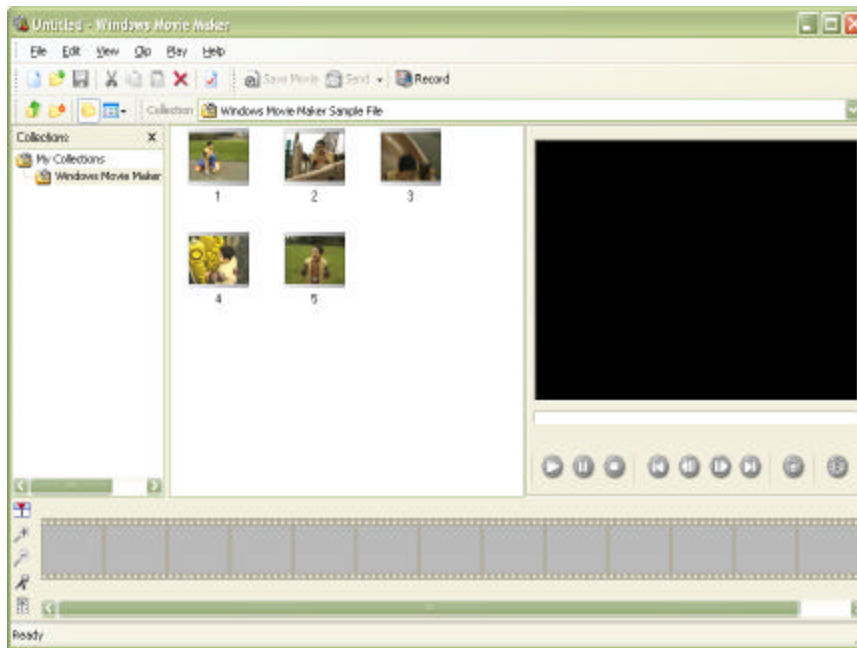 Untitled - Windows Movie Maker
File Edit View Clip Play Help
Save Movie Send Record
Collection: Windows Movie Maker Sample File
Collections X
My Collections
Windows Movie Maker
1 2 3
4 5
Ready